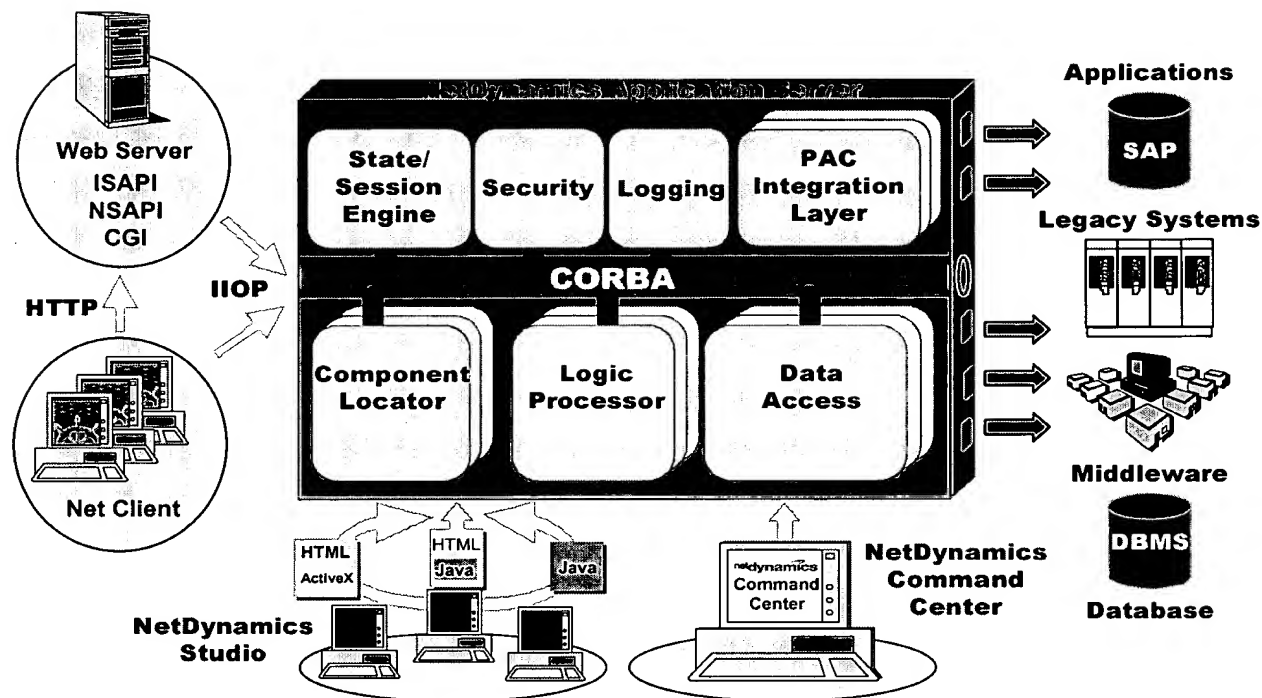 NetDynamics Application Server
Web Server
ISAPI
NSAPI
CGI
HTTP
IIOP
Net Client
State/
Session
Engine
Security
Logging
PAC
Integration
Layer
CORBA
Component
Locator
Logic
Processor
Data
Access
Applications
SAP
Legacy Systems
Middleware
DBMS
Database
HTML
ActiveX
HTML
Java
Java
NetDynamics
Studio
netdynamics
Command
Center
NetDynamics
Command
Center